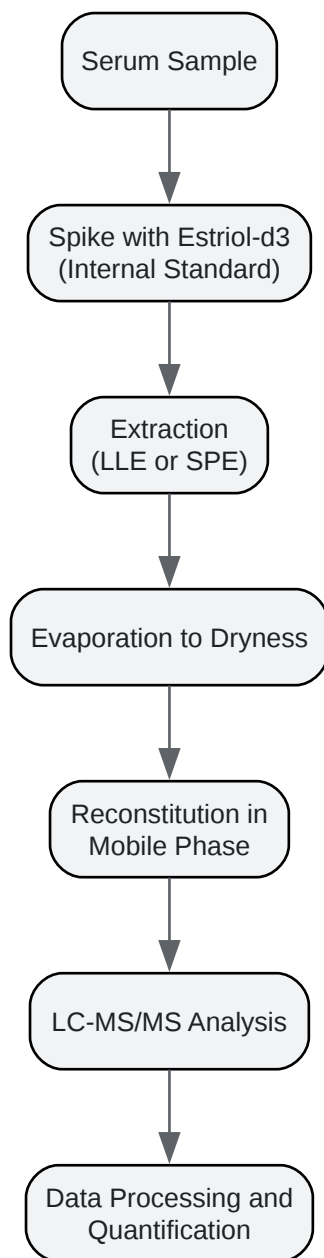 Serum Sample
Spike with Estriol-d3
(Internal Standard)
Extraction
(LLE or SPE)
Evaporation to Dryness
Reconstitution in
Mobile Phase
LC-MS/MS Analysis
Data Processing and
Quantification